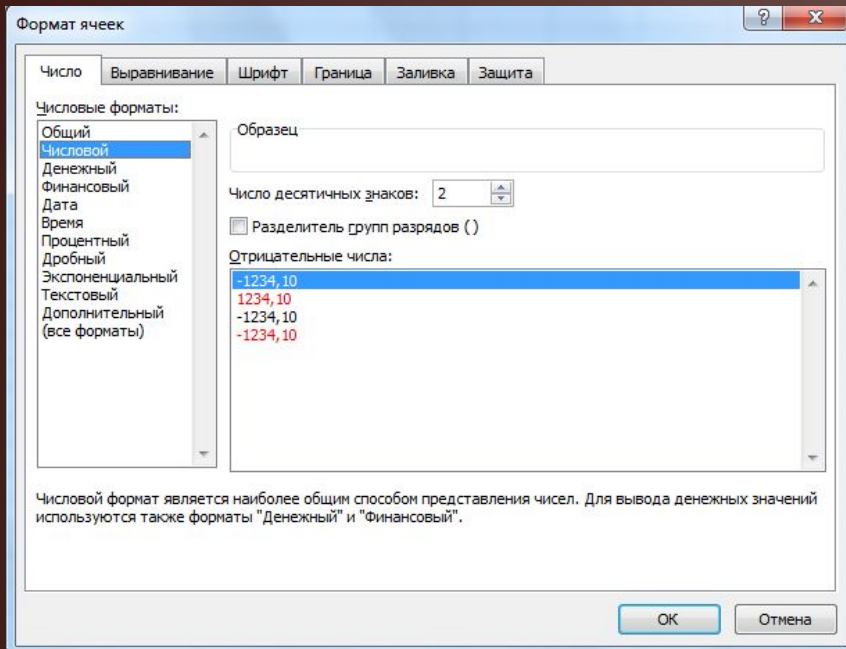 Формат ячеек
Число Выравнивание Шрифт Граница Заливка Защита
Числовые форматы:
Общий
Числовой
Денежный
Финансовый
Дата
Время
Процентный
Дробный
Экспоненциальный
Текстовый
Дополнительный
(все форматы)
Образец
Число десятичных знаков: 2
Разделитель групп разрядов ( )
Отрицательные числа:
-1234,10
1234,10
-1234,10
-1234,10
Числовой формат является наиболее общим способом представления чисел. Для вывода денежных значений
используются также форматы "Денежный" и "Финансовый".
ОК Отмена